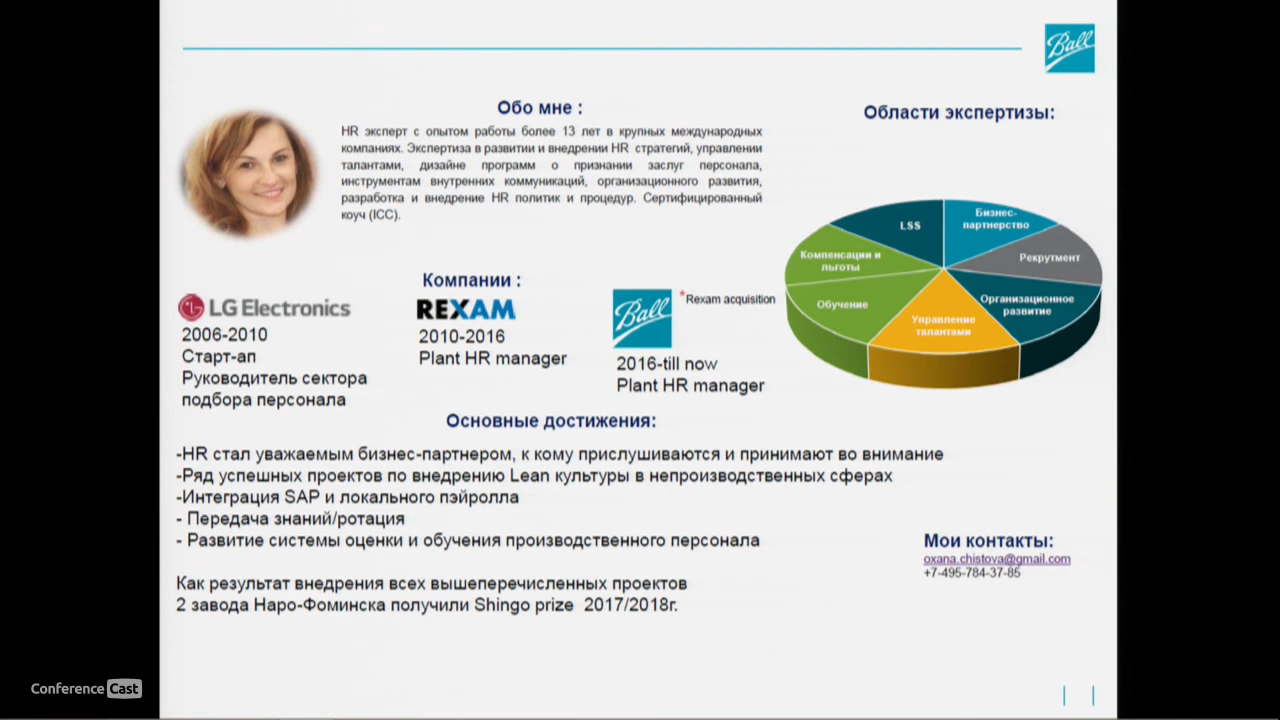 Ball
Обо мне :
HR эксперт с опытом работы более 13 лет в крупных международных
компаниях. Экспертиза в развитии и внедрении HR стратегий, управлении
талантами, дизайне программ о признании заслуг персонала,
инструментам внутренних коммуникаций, организационного развития,
разработка и внедрение HR политик и процедур. Сертифицированный
коуч (ICC).
Области экспертизы:
LSS
Бизнес-
партнерство
Рекрутмент
Организационное
развитие
Управление
талантами
Обучение
Компенсации и
льготы
Компании :
LG Electronics
2006-2010
Старт-ап
Руководитель сектора
подбора персонала
REXAM
2010-2016
Plant HR manager
Ball
*Rexam acquisition
2016-till now
Plant HR manager
Основные достижения:
-HR стал уважаемым бизнес-партнером, к кому прислушиваются и принимают во внимание
-Ряд успешных проектов по внедрению Lean культуры в непроизводственных сферах
-Интеграция SAP и локального пэйролла
- Передача знаний/ротация
- Развитие системы оценки и обучения производственного персонала
Как результат внедрения всех вышеперечисленных проектов
2 завода Наро-Фоминска получили Shingo prize 2017/2018г.
Мои контакты:
oxana.chistova@gmail.com
+7-495-784-37-85
ConferenceCast